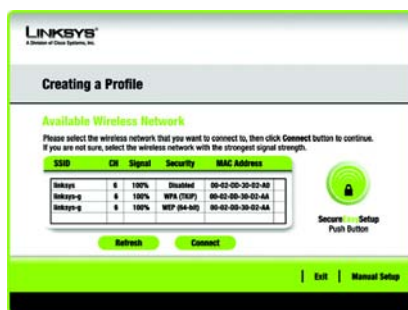 LINKSYS®
A Division of Cisco Systems, Inc.
Creating a Profile
Available Wireless Network
Please select the wireless network that you want to connect to, then click Connect button to continue.
If you are not sure, select the wireless network with the strongest signal strength.
SSID CH Signal Security MAC Address
linksys 6 100% Disabled 00-02-DD-30-D2-A0
linksys-g 6 100% WPA (TKIP) 00-02-DD-30-D2-AA
linksys-g 6 100% WEP (64-bit) 00-02-DD-30-D2-AA
Refresh Connect
SecureEasySetup
Push Button
Exit Manual Setup